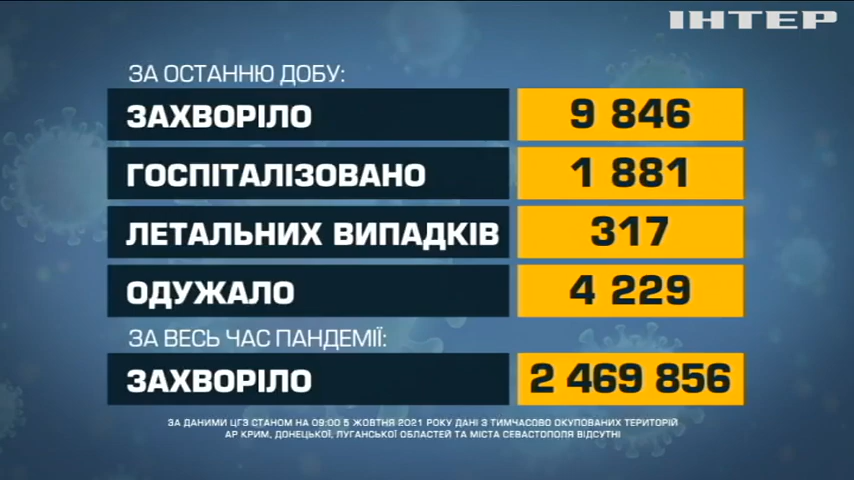 ІНТЕР
ЗА ОСТАННЮ ДОБУ:
ЗАХВОРІЛО 9 846
ГОСПІТАЛІЗОВАНО 1 881
ЛЕТАЛЬНИХ ВИПАДКІВ 317
ОДУЖАЛО 4 229
ЗА ВЕСЬ ЧАС ПАНДЕМІЇ:
ЗАХВОРІЛО 2 469 856
ЗА ДАНИМИ ЦГЗ СТАНОМ НА 09:00 5 ЖОВТНЯ 2021 РОКУ ДАНІ З ТИМЧАСОВО ОКУПОВАНИХ ТЕРИТОРІЙ
АР КРИМ, ДОНЕЦЬКОЇ, ЛУГАНСЬКОЇ ОБЛАСТЕЙ ТА МІСТА СЕВАСТОПОЛЯ ВІДСУТНІ